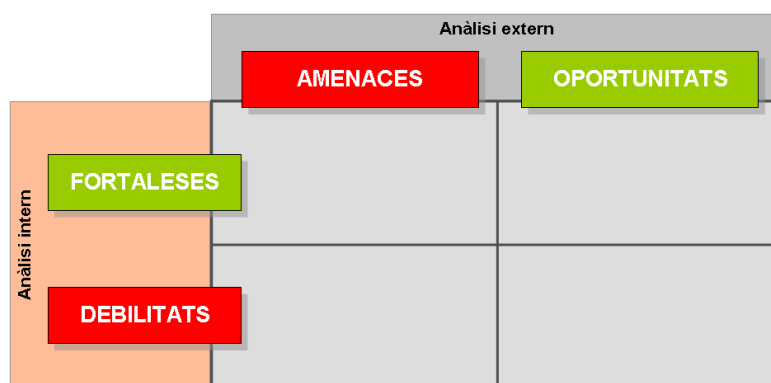 Anàlisi extern
AMENACES
OPORTUNITATS
FORTALESES
Anàlisi intern
DEBILITATS